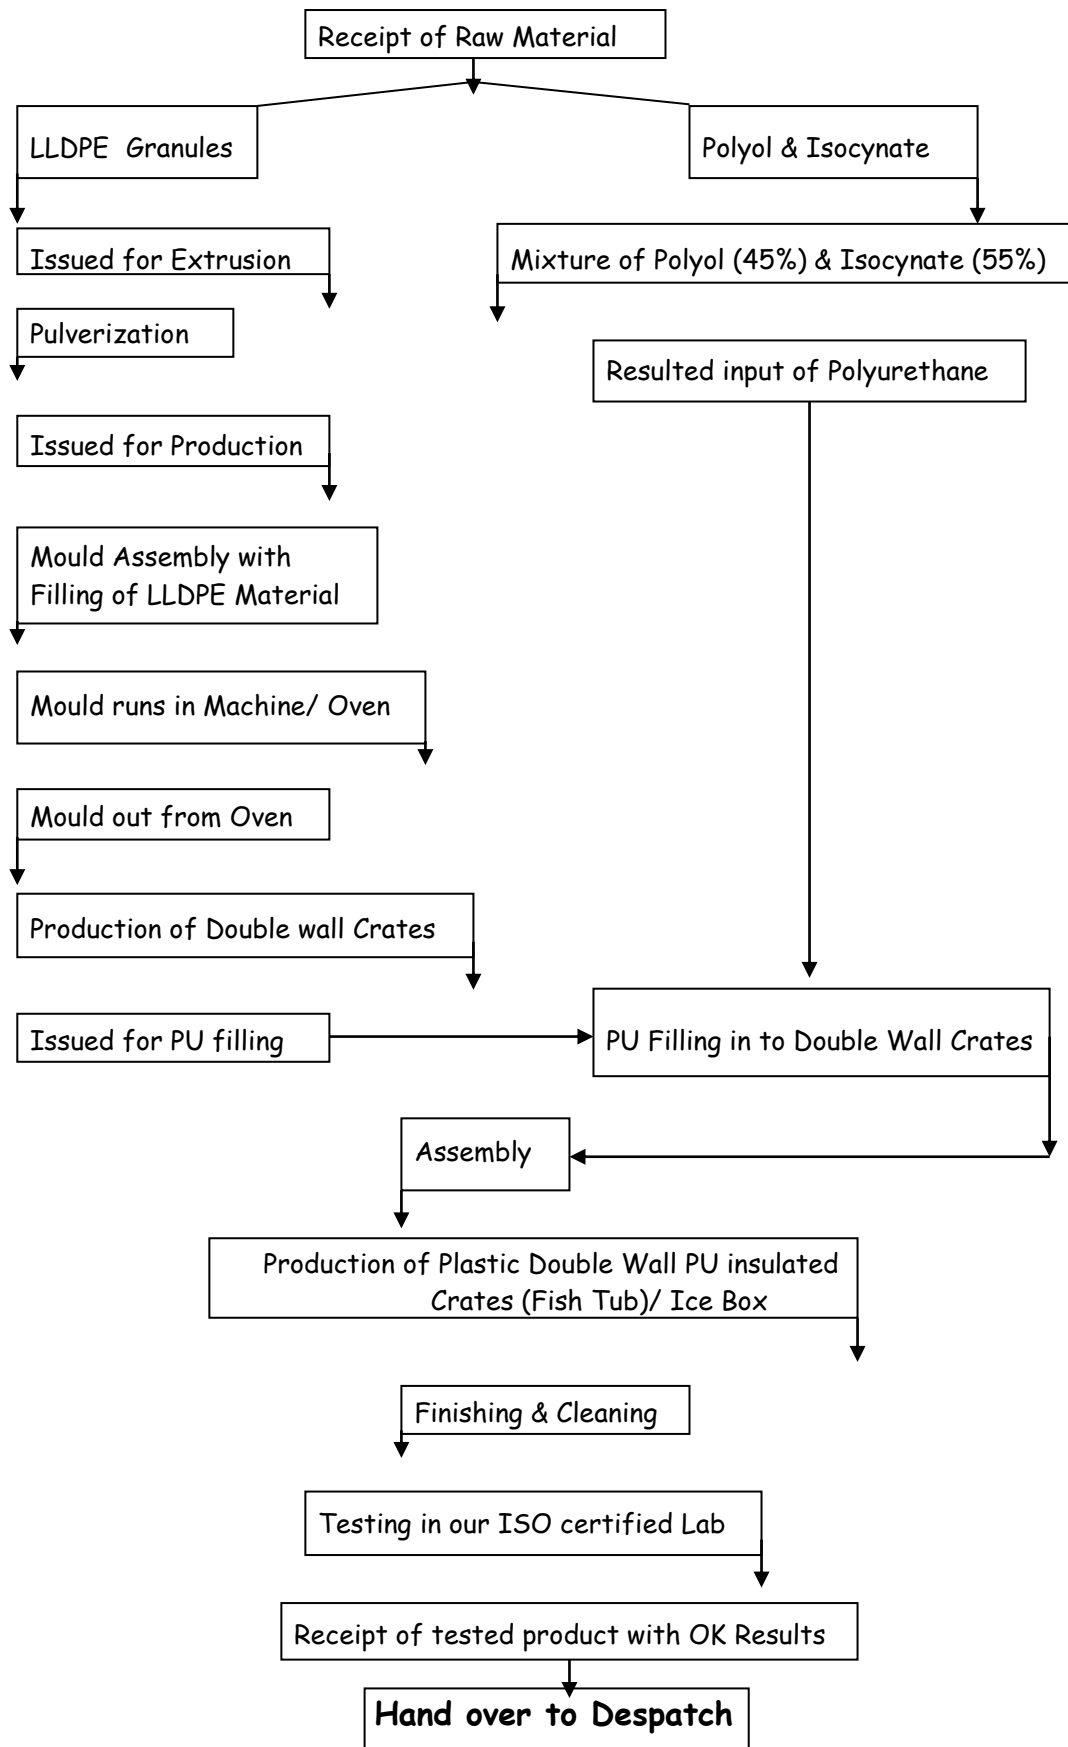 Receipt of Raw Material
LLDPE Granules
Polyol & Isocynate
Issued for Extrusion
Mixture of Polyol (45%) & Isocynate (55%)
Pulverization
Resulted input of Polyurethane
Issued for Production
Mould Assembly with
Filling of LLDPE Material
Mould runs in Machine/ Oven
Mould out from Oven
Production of Double wall Crates
Issued for PU filling
PU Filling in to Double Wall Crates
Assembly
Production of Plastic Double Wall PU insulated
Crates (Fish Tub)/ Ice Box
Finishing & Cleaning
Testing in our ISO certified Lab
Receipt of tested product with OK Results
Hand over to Despatch